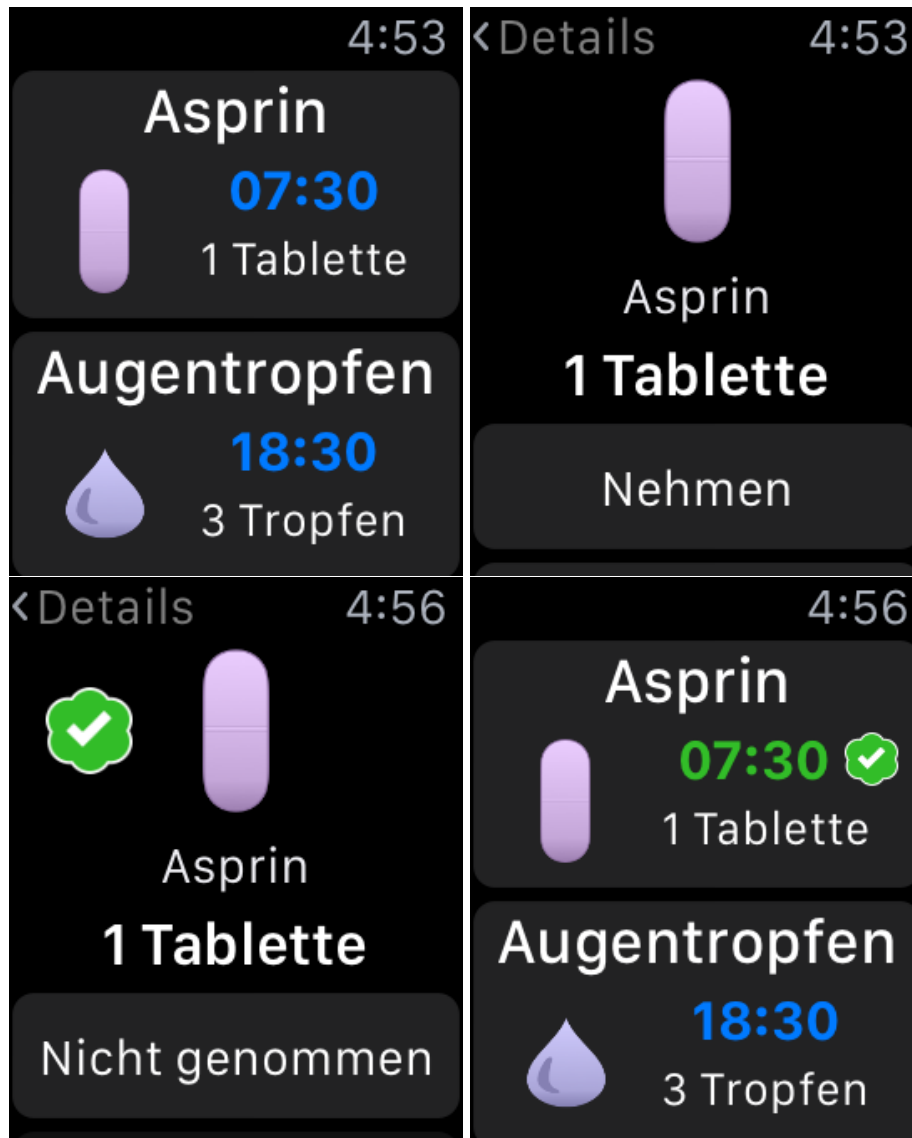 4:53
Asprin
07:30
1 Tablette
Augentropfen
18:30
3 Tropfen
<Details 4:53
Asprin
1 Tablette
Nehmen
<Details 4:56
Asprin
1 Tablette
Nicht genommen
4:56
Asprin
07:30
1 Tablette
Augentropfen
18:30
3 Tropfen